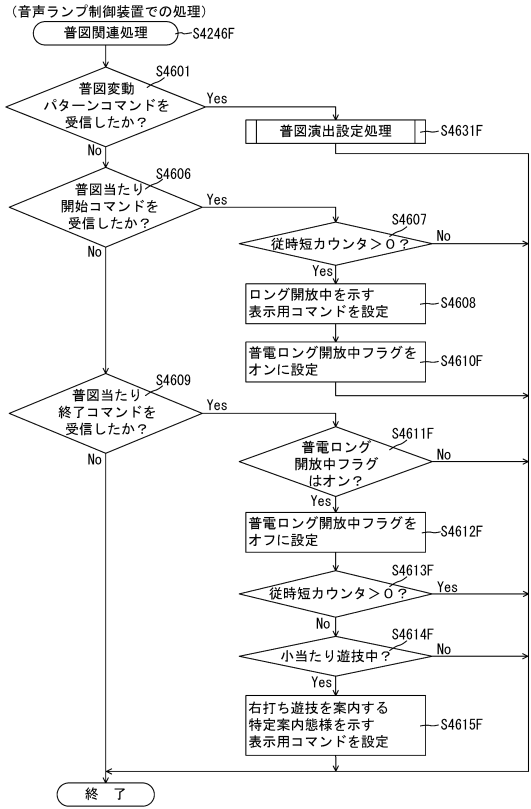 （音声ランプ制御装置での処理）
普図関連処理
S4246F
S4601
普図変動
パターンコマンドを
受信したか？
Yes
普図演出設定処理
S4631F
No
S4606
普図当たり
開始コマンドを
受信したか？
Yes
S4607
従時短カウンタ＞０？
No
No
Yes
ロング開放中を示す
表示用コマンドを設定
S4608
普電ロング開放中フラグを
オンに設定
S4610F
S4609
普図当たり
終了コマンドを
受信したか？
Yes
S4611F
普電ロング
開放中フラグ
はオン？
No
No
Yes
普電ロング開放中フラグを
オフに設定
S4612F
S4613F
従時短カウンタ＞０？
Yes
No
S4614F
小当たり遊技中？
No
Yes
右打ち遊技を案内する
特定案内態様を示す
表示用コマンドを設定
S4615F
終　了